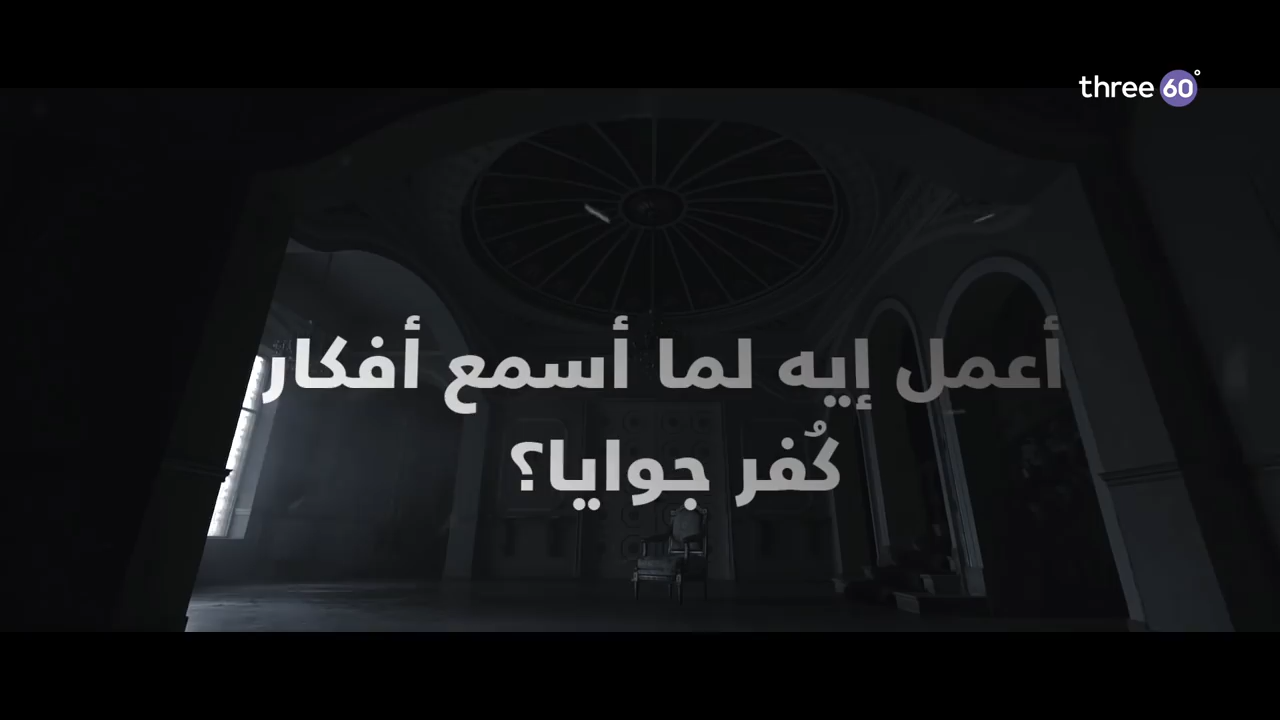 three 60°
أعمل إيه لما أسمع أفكار
كُفر جوايا؟